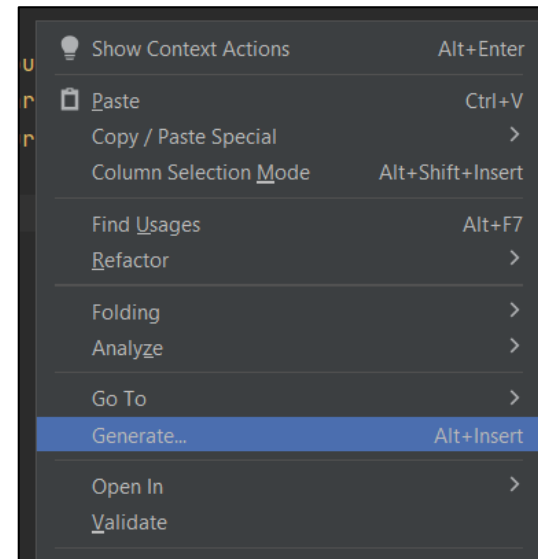 u
r
r
Show Context Actions Alt+Enter
Paste Ctrl+V
Copy / Paste Special
Column Selection Mode Alt+Shift+Insert
Find Usages Alt+F7
Refactor
Folding
Analyze
Go To
Generate... Alt+Insert
Open In
Validate